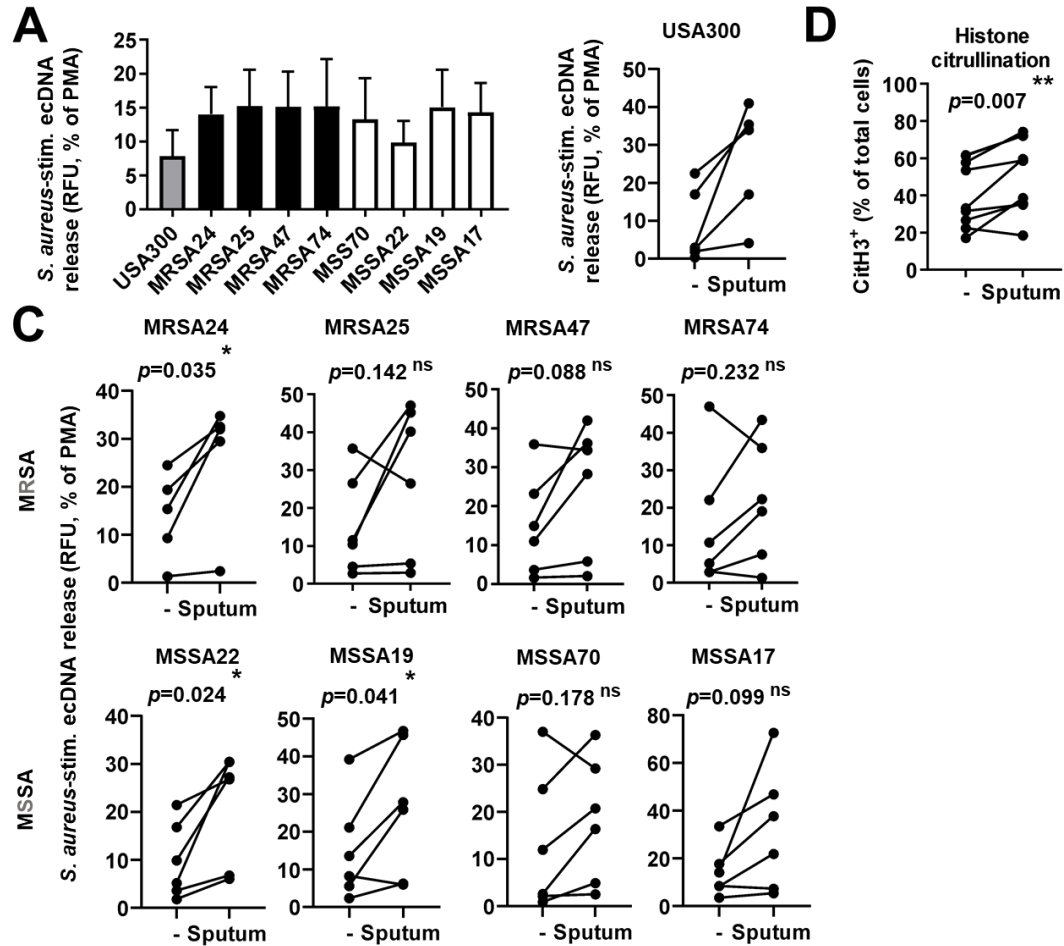 A
S. aureus-stim. ecDNA
release (RFU, % of PMA)
25
20
15
10
5
0
USA300
MRSA24
MRSA25
MRSA47
MRSA74
MSS70
MSSA22
MSSA19
MSSA17
USA300
S. aureus-stim. ecDNA
release (RFU, % of PMA)
50
40
30
20
10
0
- Sputum
D
Histone
citrullination
**
p=0.007
CitH3+ (% of total cells)
100
80
60
40
20
0
- Sputum
C
S. aureus-stim. ecDNA release (RFU, % of PMA)
MRSA
MRSA24
p=0.035 *
40
30
20
10
0
- Sputum
MRSA25
p=0.142 ns
50
40
30
20
10
0
- Sputum
MRSA47
p=0.088 ns
50
40
30
20
10
0
- Sputum
MRSA74
p=0.232 ns
50
40
30
20
10
0
- Sputum
MSSA
MSSA22
p=0.024 *
40
30
20
10
0
- Sputum
MSSA19
p=0.041 *
50
40
30
20
10
0
- Sputum
MSSA70
p=0.178 ns
40
30
20
10
0
- Sputum
MSSA17
p=0.099 ns
80
60
40
20
0
- Sputum